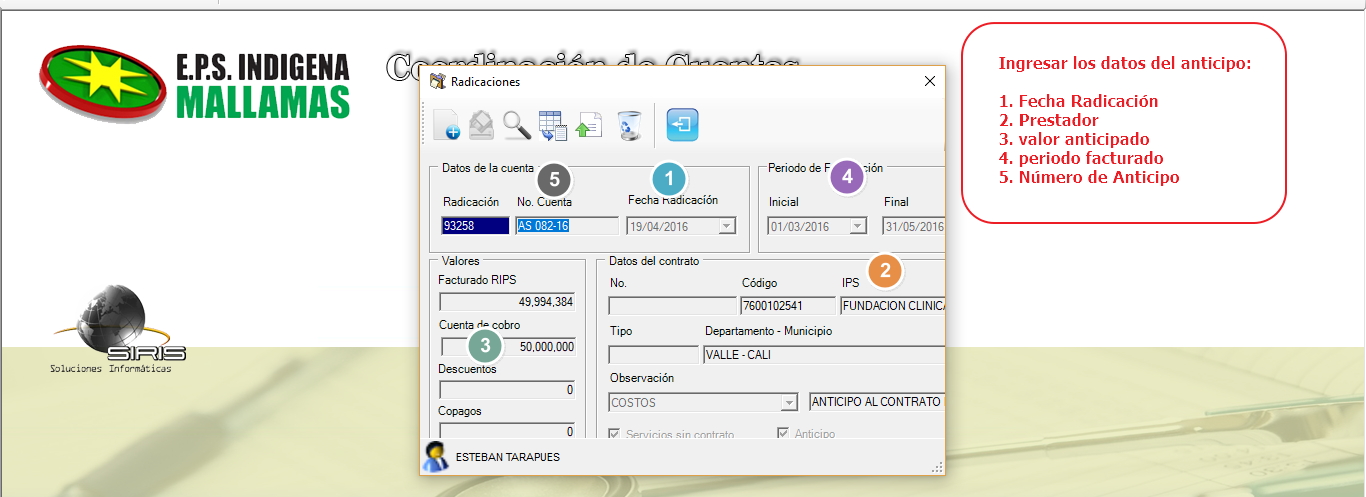 E.P.S. INDIGENA
MALLAMAS
Coordinación de Cuentas
Radicaciones
Datos de la cuenta
5
1
Radicación
No. Cuenta
Fecha Radicación
93258
AS 082-16
19/04/2016
Periodo de F
ción
4
Inicial
Final
01/03/2016
31/05/2016
Valores
Facturado RIPS
49,994,384
Cuenta de cobro
3
50,000,000
Descuentos
0
Copagos
0
Datos del contrato
2
No.
Código
IPS
7600102541
FUNDACION CLINICA
Tipo
Departamento - Municipio
VALLE - CALI
Observación
COSTOS
ANTICIPO AL CONTRATO
Servicios sin contrato
Anticipo
ESTEBAN TARAPUES
Ingresar los datos del anticipo:
1. Fecha Radicación
2. Prestador
3. valor anticipado
4. periodo facturado
5. Número de Anticipo
SIRIS
Soluciones Informáticas